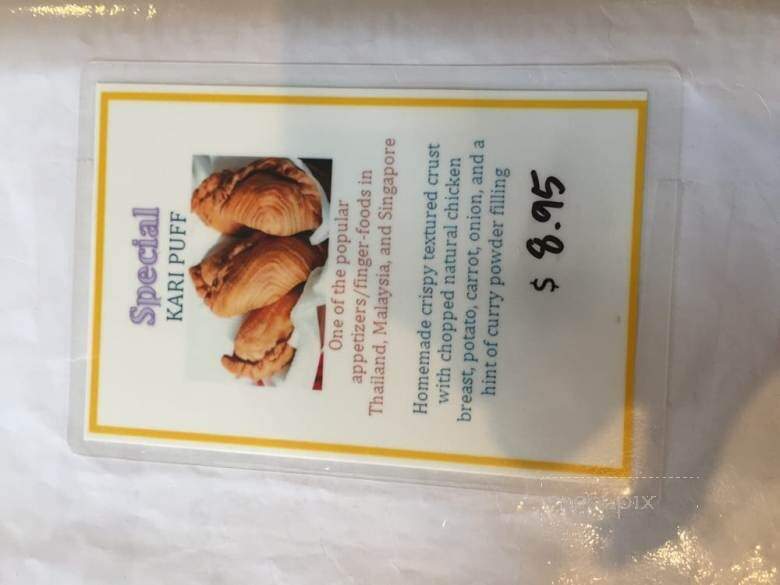 Special
KARI PUFF
One of the popular
appetizers/finger-foods in
Thailand, Malaysia, and Singapore
Homemade crispy textured crust
with chopped natural chicken
breast, potato, carrot, onion, and a
hint of curry powder filling
$ 8.95